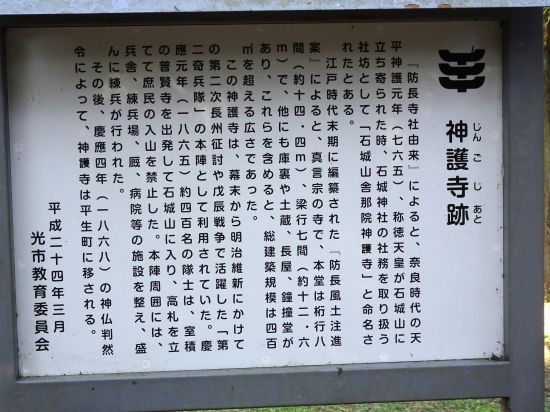 神護寺跡
じんごじあと
『防長寺社由来』によると、奈良時代の天
平神護元年（七六五）、称徳天皇が石城山に
立ち寄られた時、石城神社の社務を取り扱う
社坊として「石城山舎那院神護寺」と命名さ
れたとある。
江戸時代末期に編纂された『防長風土注進
案』によると、真言宗の寺で、本堂は桁行八
間（約十四・四ｍ）、梁行七間（約十二・六
ｍ）で、他にも庫裏や土蔵、長屋、鐘撞堂が
あり、これらを含めると、総建築規模は四百
㎡を超える広さであった。
この神護寺は、幕末から明治維新にかけて
の第二次長州征討や戊辰戦争で活躍した「第
二奇兵隊」の本陣として利用されていた。慶
應元年（一八六五）約四百名の隊士は、室積
の普賢寺を出発して石城山に入り、高札を立
てて庶民の入山を禁止した。本陣周囲には、
兵舎、練兵場、厩、病院等の施設を整え、盛
んに練兵が行われた。
その後、慶應四年（一八六八）の神仏判然
令によって、神護寺は平生町に移される。
平成二十四年三月
光市教育委員会